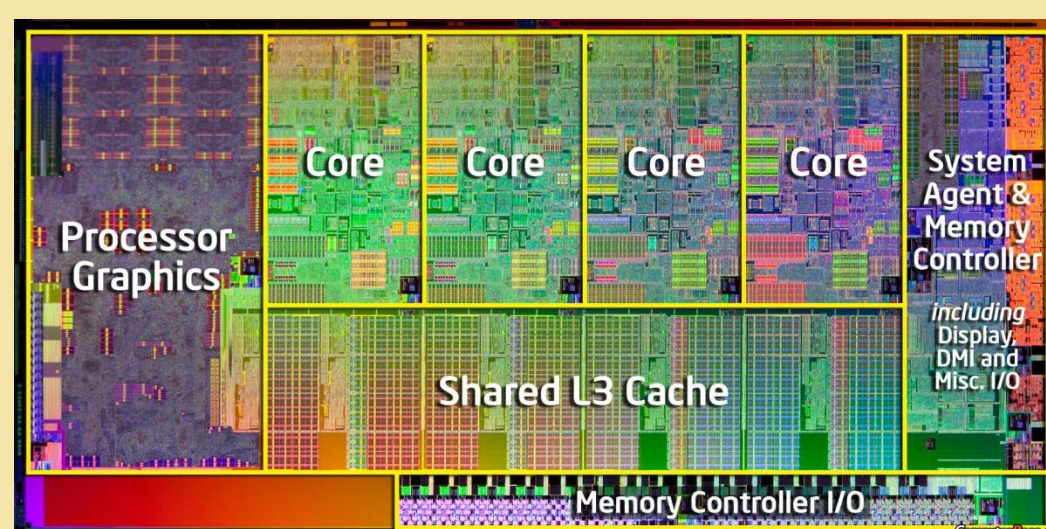 Processor
Graphics
Core
Core
Core
Core
System
Agent &
Memory
Controller
including
Display,
DMI and
Misc. I/O
Shared L3 Cache
Memory Controller I/O